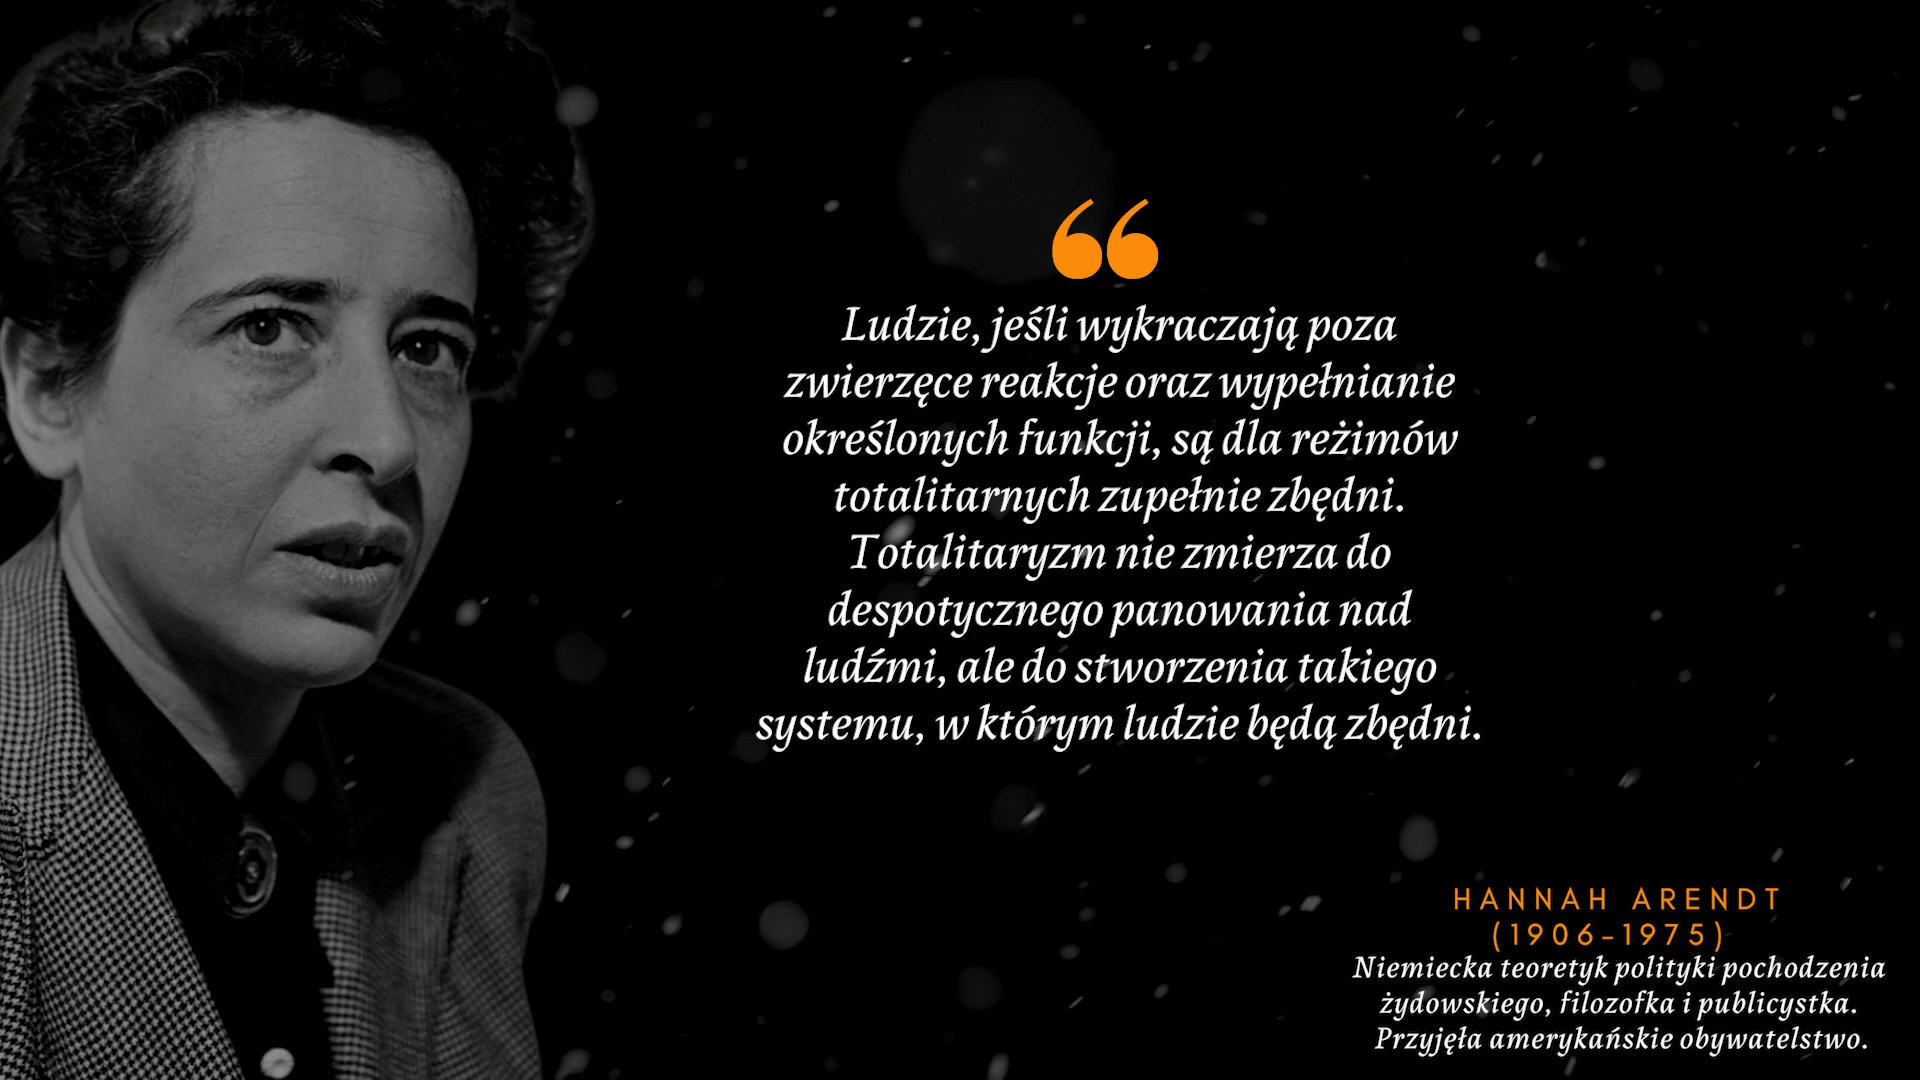 “
Ludzie, jeśli wykraczają poza
zwierzęce reakcje oraz wypełnianie
określonych funkcji, są dla reżimów
totalitarnych zupełnie zbędni.
Totalitaryzm nie zmierza do
despotycznego panowania nad
ludźmi, ale do stworzenia takiego
systemu, w którym ludzie będą zbędni.
HANNAH ARENDT
(1906–1975)
Niemiecka teoretyk polityki pochodzenia
żydowskiego, filozofka i publicystka.
Przyjęła amerykańskie obywatelstwo.